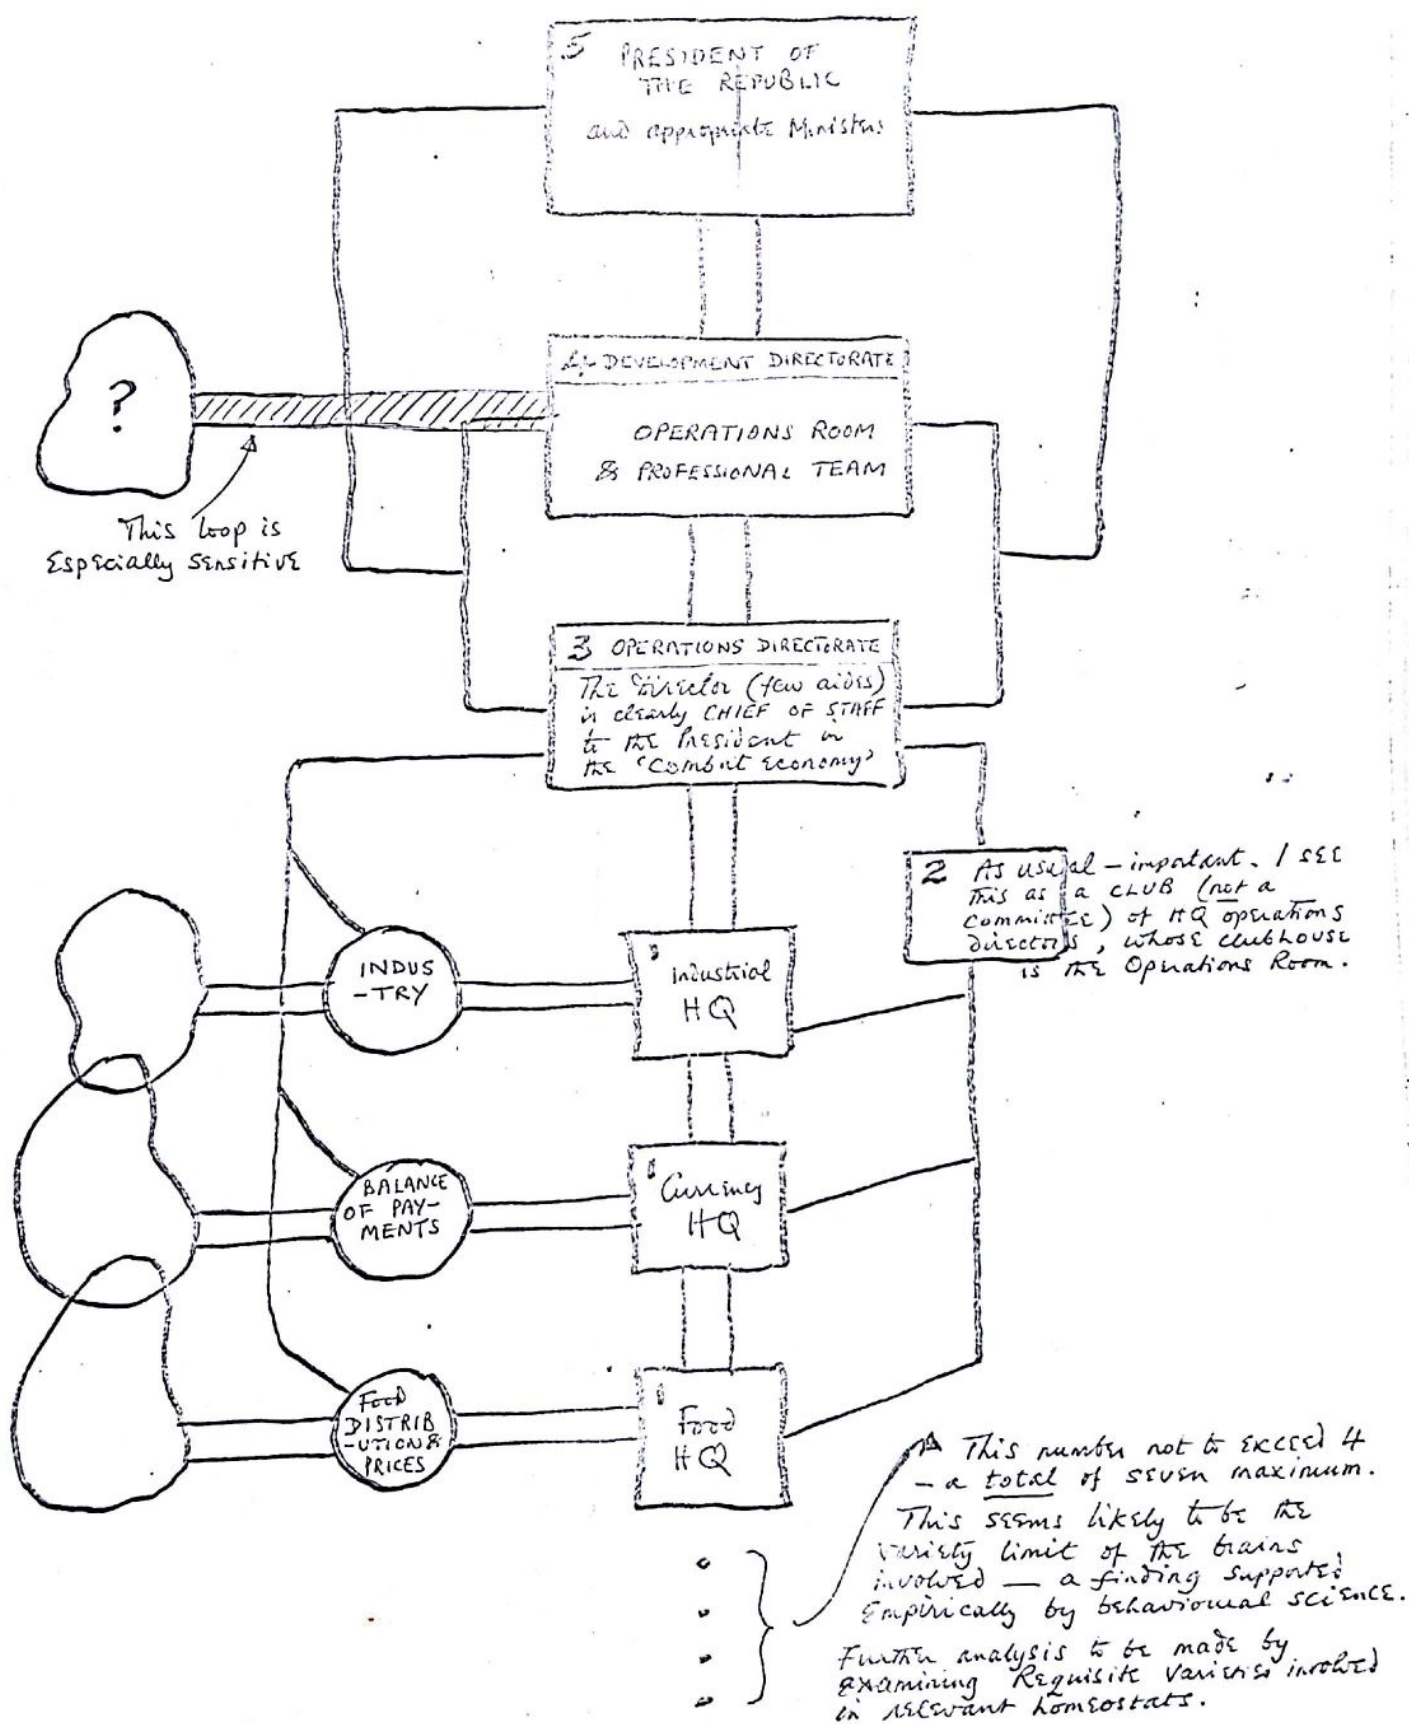 5 PRESIDENT OF
THE REPUBLIC
and appropriate Ministers
4 DEVELOPMENT DIRECTORATE
OPERATIONS ROOM
& PROFESSIONAL TEAM
?
This loop is
Especially sensitive
3 OPERATIONS DIRECTORATE
The Director (few aides)
is clearly CHIEF OF STAFF
to the President in
the 'Combat Economy'
2 As usual - important. I see
this as a CLUB (not a
committee) of HQ operations
directors, whose clubhouse
is the Operations Room.
INDUS
-TRY
1 Industrial
HQ
BALANCE
OF PAY-
MENTS
1 Currency
HQ
Food
DISTRIB
-UTION &
PRICES
1 Food
HQ
This number not to exceed 4
- a total of seven maximum.
This seems likely to be the
variety limit of the brains
involved — a finding supported
Empirically by behavioural science.
Further analysis to be made by
examining Requisite Varieties involved
in relevant homeostats.